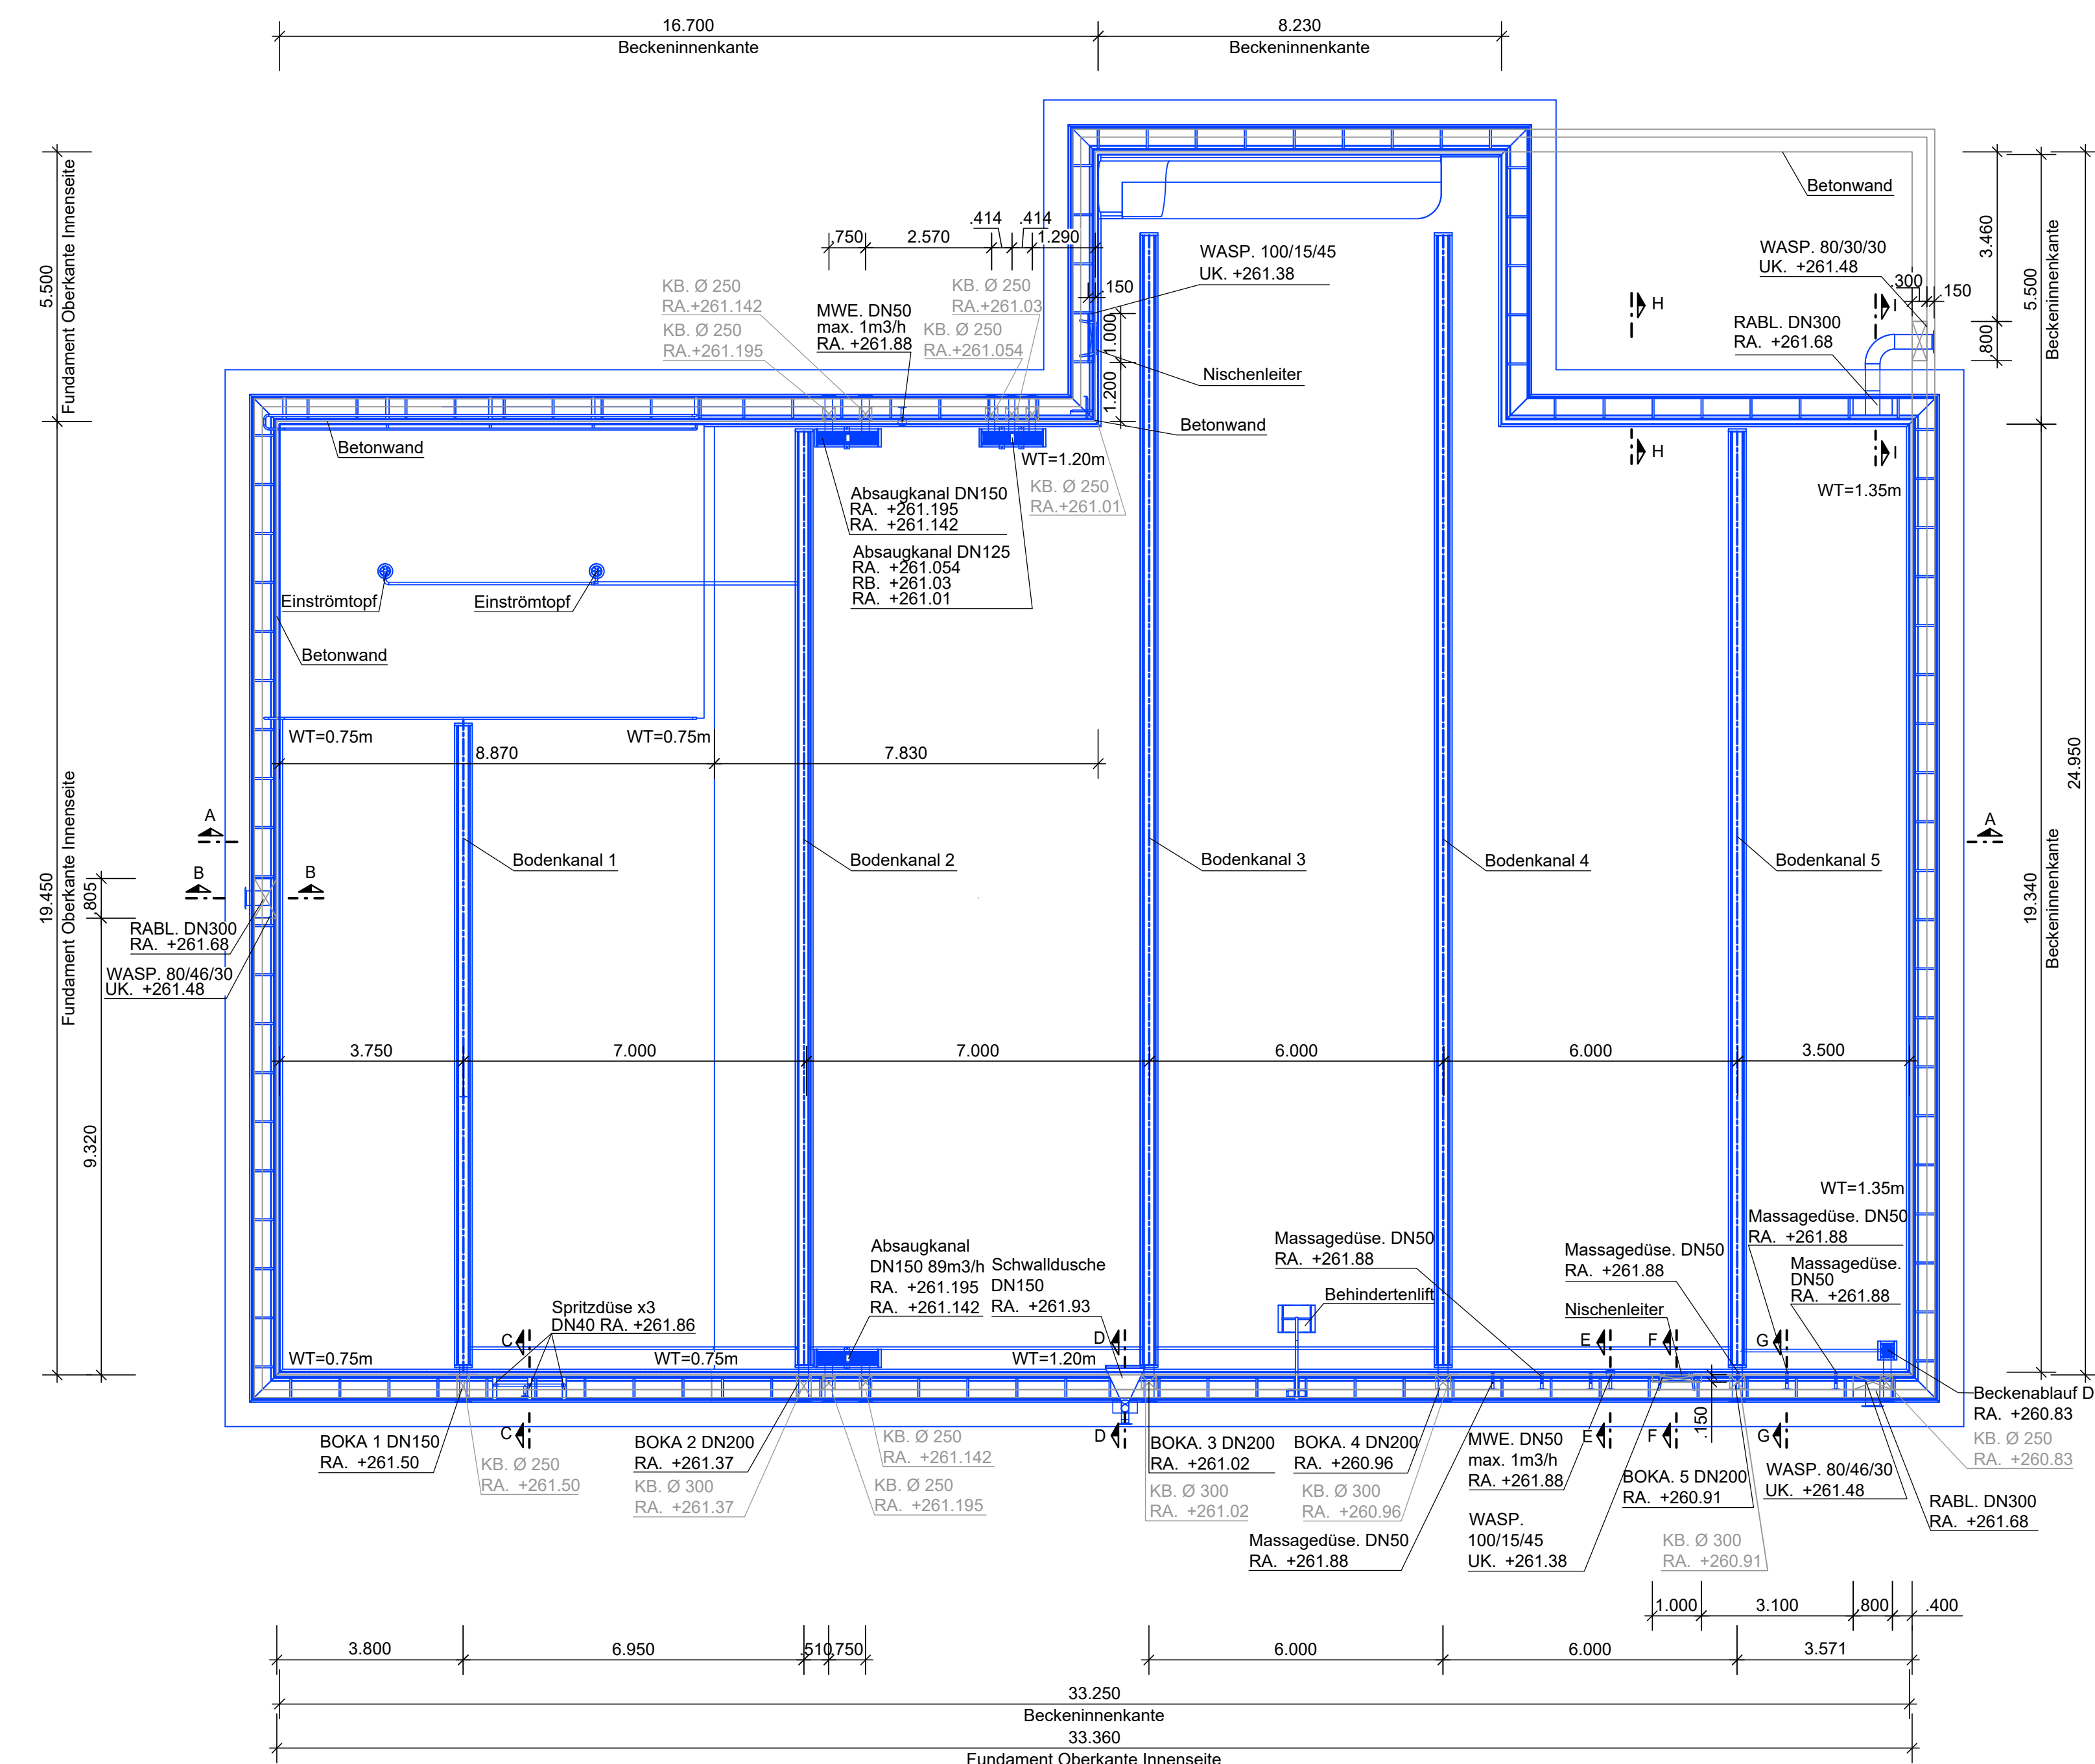 16.700
Beckeninnenkante
8.230
Beckeninnenkante
5.500
Fundament Oberkante Innenseite
Betonwand
3.460
5.500
Beckeninnenkante
.414
.414
.750
2.570
1.290
WASP. 100/15/45
UK. +261.38
WASP. 80/30/30
UK. +261.48
.300
.150
.800
KB. Ø 250
RA.+261.142
KB. Ø 250
RA.+261.195
MWE. DN50
max. 1m3/h
RA. +261.88
KB. Ø 250
RA.+261.03
KB. Ø 250
RA.+261.054
.150
1.000
1.200
Nischenleiter
Betonwand
H
H
I
I
RABL. DN300
RA. +261.68
Betonwand
WT=1.20m
KB. Ø 250
RA.+261.01
WT=1.35m
Absaugkanal DN150
RA. +261.195
RA. +261.142
Absaugkanal DN125
RA. +261.054
RB. +261.03
RA. +261.01
Einströmtopf
Einströmtopf
Betonwand
WT=0.75m
WT=0.75m
8.870
7.830
24.950
19.450
Fundament Oberkante Innenseite
A
A
B
B
805
Bodenkanal 1
Bodenkanal 2
Bodenkanal 3
Bodenkanal 4
Bodenkanal 5
19.340
Beckeninnenkante
RABL. DN300
RA. +261.68
WASP. 80/46/30
UK. +261.48
9.320
3.750
7.000
7.000
6.000
6.000
3.500
WT=1.35m
Massagedüse. DN50
RA. +261.88
Massagedüse. DN50
RA. +261.88
Massagedüse. DN50
RA. +261.88
Massagedüse.
DN50
RA. +261.88
Absaugkanal
DN150 89m3/h
RA. +261.195
RA. +261.142
Schwalldusche
DN150
RA. +261.93
Behindertenlift
Nischenleiter
Spritzdüse x3
DN40 RA. +261.86
C
D
E
F
G
WT=0.75m
WT=0.75m
WT=1.20m
.150
Beckenablauf D
RA. +260.83
KB. Ø 250
RA. +260.83
C
D
E
F
G
BOKA 1 DN150
RA. +261.50
KB. Ø 250
RA. +261.50
BOKA 2 DN200
RA. +261.37
KB. Ø 300
RA. +261.37
KB. Ø 250
RA. +261.142
KB. Ø 250
RA. +261.195
BOKA. 3 DN200
RA. +261.02
KB. Ø 300
RA. +261.02
BOKA. 4 DN200
RA. +260.96
KB. Ø 300
RA. +260.96
MWE. DN50
max. 1m3/h
RA. +261.88
BOKA. 5 DN200
RA. +260.91
WASP. 80/46/30
UK. +261.48
RABL. DN300
RA. +261.68
Massagedüse. DN50
RA. +261.88
WASP.
100/15/45
UK. +261.38
KB. Ø 300
RA. +260.91
1.000
3.100
.800
.400
3.800
6.950
.510
.750
6.000
6.000
3.571
33.250
Beckeninnenkante
33.360
Fundament Oberkante Innenseite